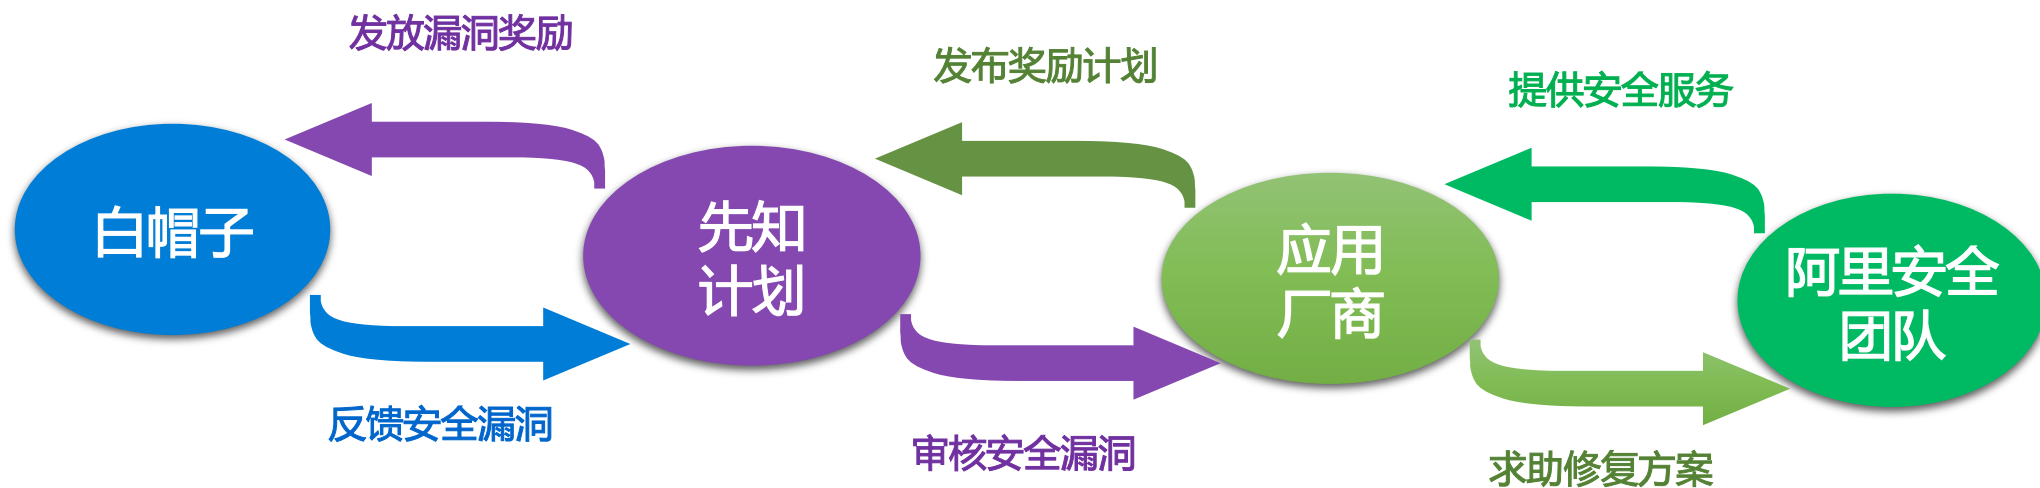 发放漏洞奖励
发布奖励计划
提供安全服务
白帽子
先知
计划
应用
厂商
阿里安全
团队
反馈安全漏洞
审核安全漏洞
求助修复方案